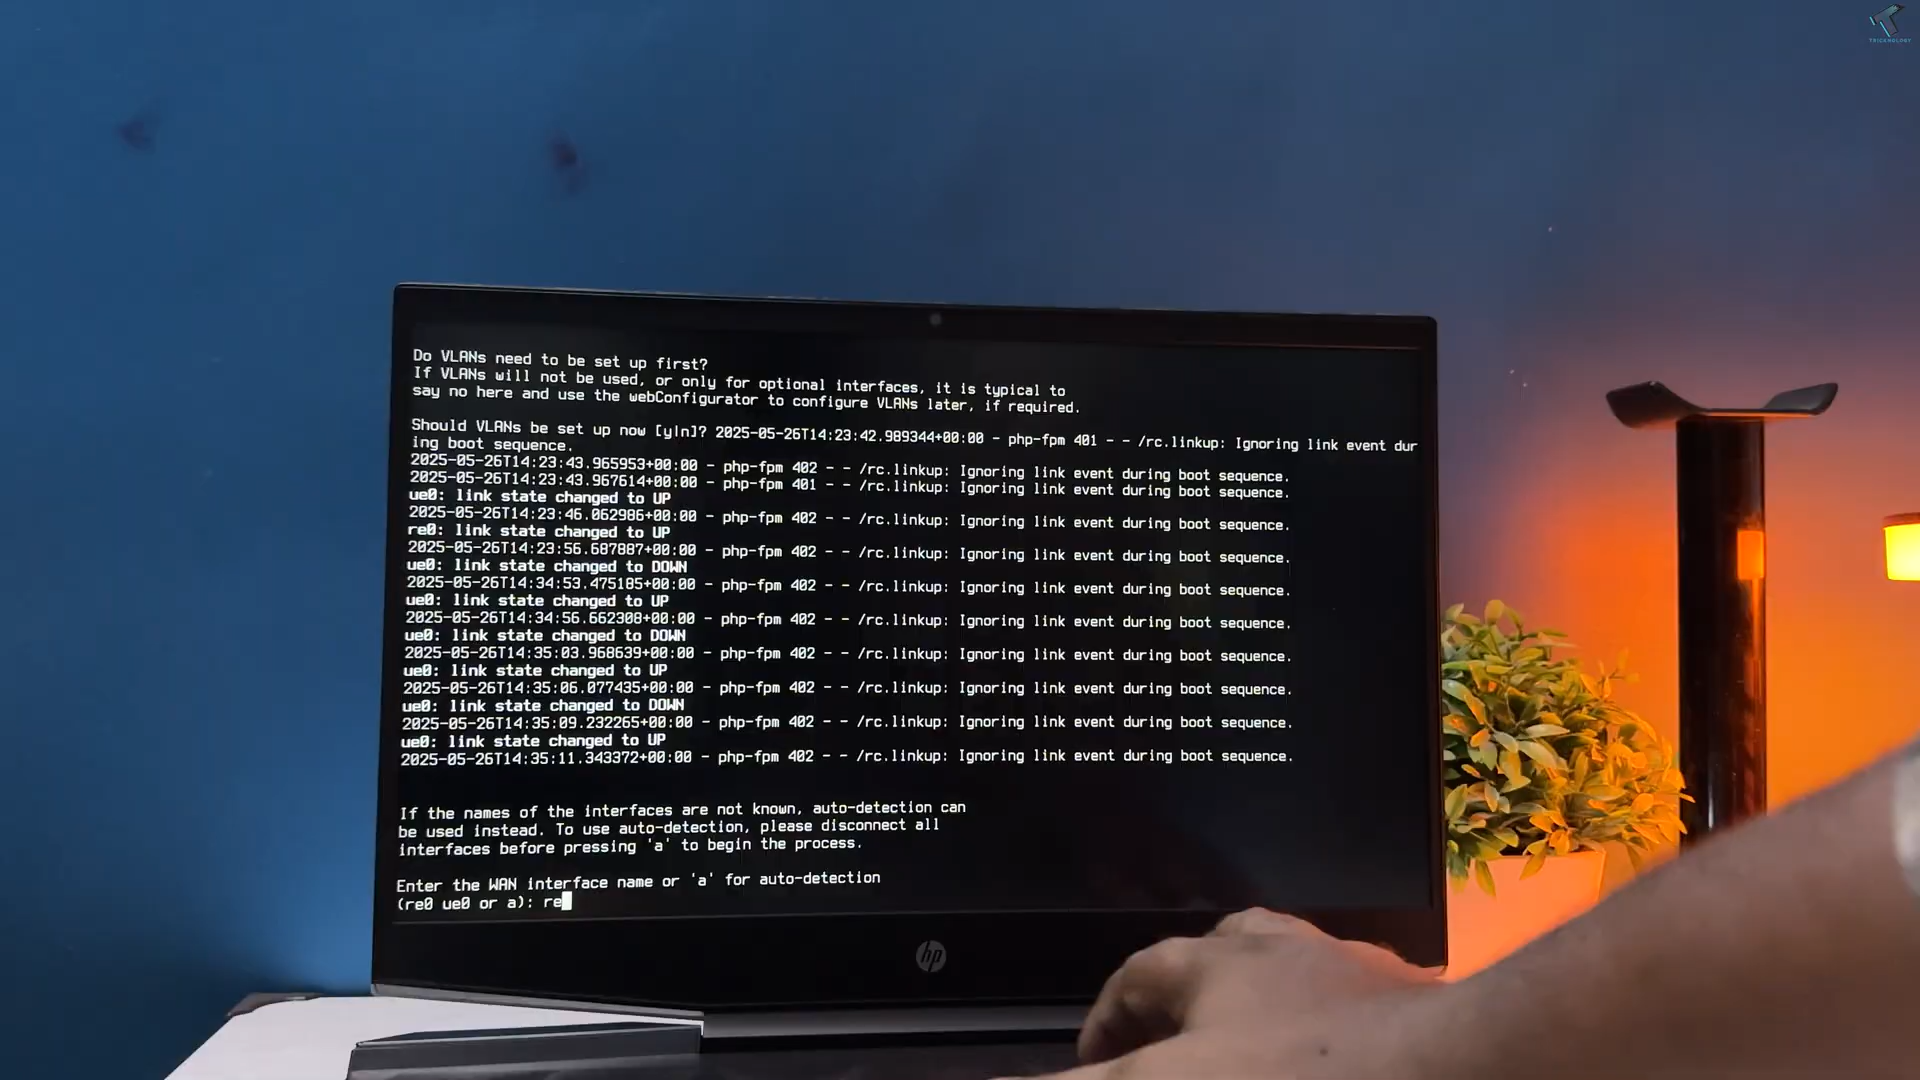 TRICKNOLOGY
Do VLANs need to be set up first?
If VLANs will not be used, or only for optional interfaces, it is typical to
say no here and use the webConfigurator to configure VLANs later, if required.
Should VLANs be set up now [y|n]? 2025-05-26T14:23:42.989344+00:00 - php-fpm 401 - - /rc.linkup: Ignoring link event dur
ing boot sequence.
2025-05-26T14:23:43.965953+00:00 - php-fpm 402 - - /rc.linkup: Ignoring link event during boot sequence.
2025-05-26T14:23:43.967614+00:00 - php-fpm 401 - - /rc.linkup: Ignoring link event during boot sequence.
ue0: link state changed to UP
2025-05-26T14:23:46.062986+00:00 - php-fpm 402 - - /rc.linkup: Ignoring link event during boot sequence.
re0: link state changed to UP
2025-05-26T14:23:56.687887+00:00 - php-fpm 402 - - /rc.linkup: Ignoring link event during boot sequence.
ue0: link state changed to DOWN
2025-05-26T14:34:53.475185+00:00 - php-fpm 402 - - /rc.linkup: Ignoring link event during boot sequence.
ue0: link state changed to UP
2025-05-26T14:34:56.662308+00:00 - php-fpm 402 - - /rc.linkup: Ignoring link event during boot sequence.
ue0: link state changed to DOWN
2025-05-26T14:35:03.968639+00:00 - php-fpm 402 - - /rc.linkup: Ignoring link event during boot sequence.
ue0: link state changed to UP
2025-05-26T14:35:06.077435+00:00 - php-fpm 402 - - /rc.linkup: Ignoring link event during boot sequence.
ue0: link state changed to DOWN
2025-05-26T14:35:09.232265+00:00 - php-fpm 402 - - /rc.linkup: Ignoring link event during boot sequence.
ue0: link state changed to UP
2025-05-26T14:35:11.343372+00:00 - php-fpm 402 - - /rc.linkup: Ignoring link event during boot sequence.
If the names of the interfaces are not known, auto-detection can
be used instead. To use auto-detection, please disconnect all
interfaces before pressing 'a' to begin the process.
Enter the WAN interface name or 'a' for auto-detection
(re0 ue0 or a): re
hp